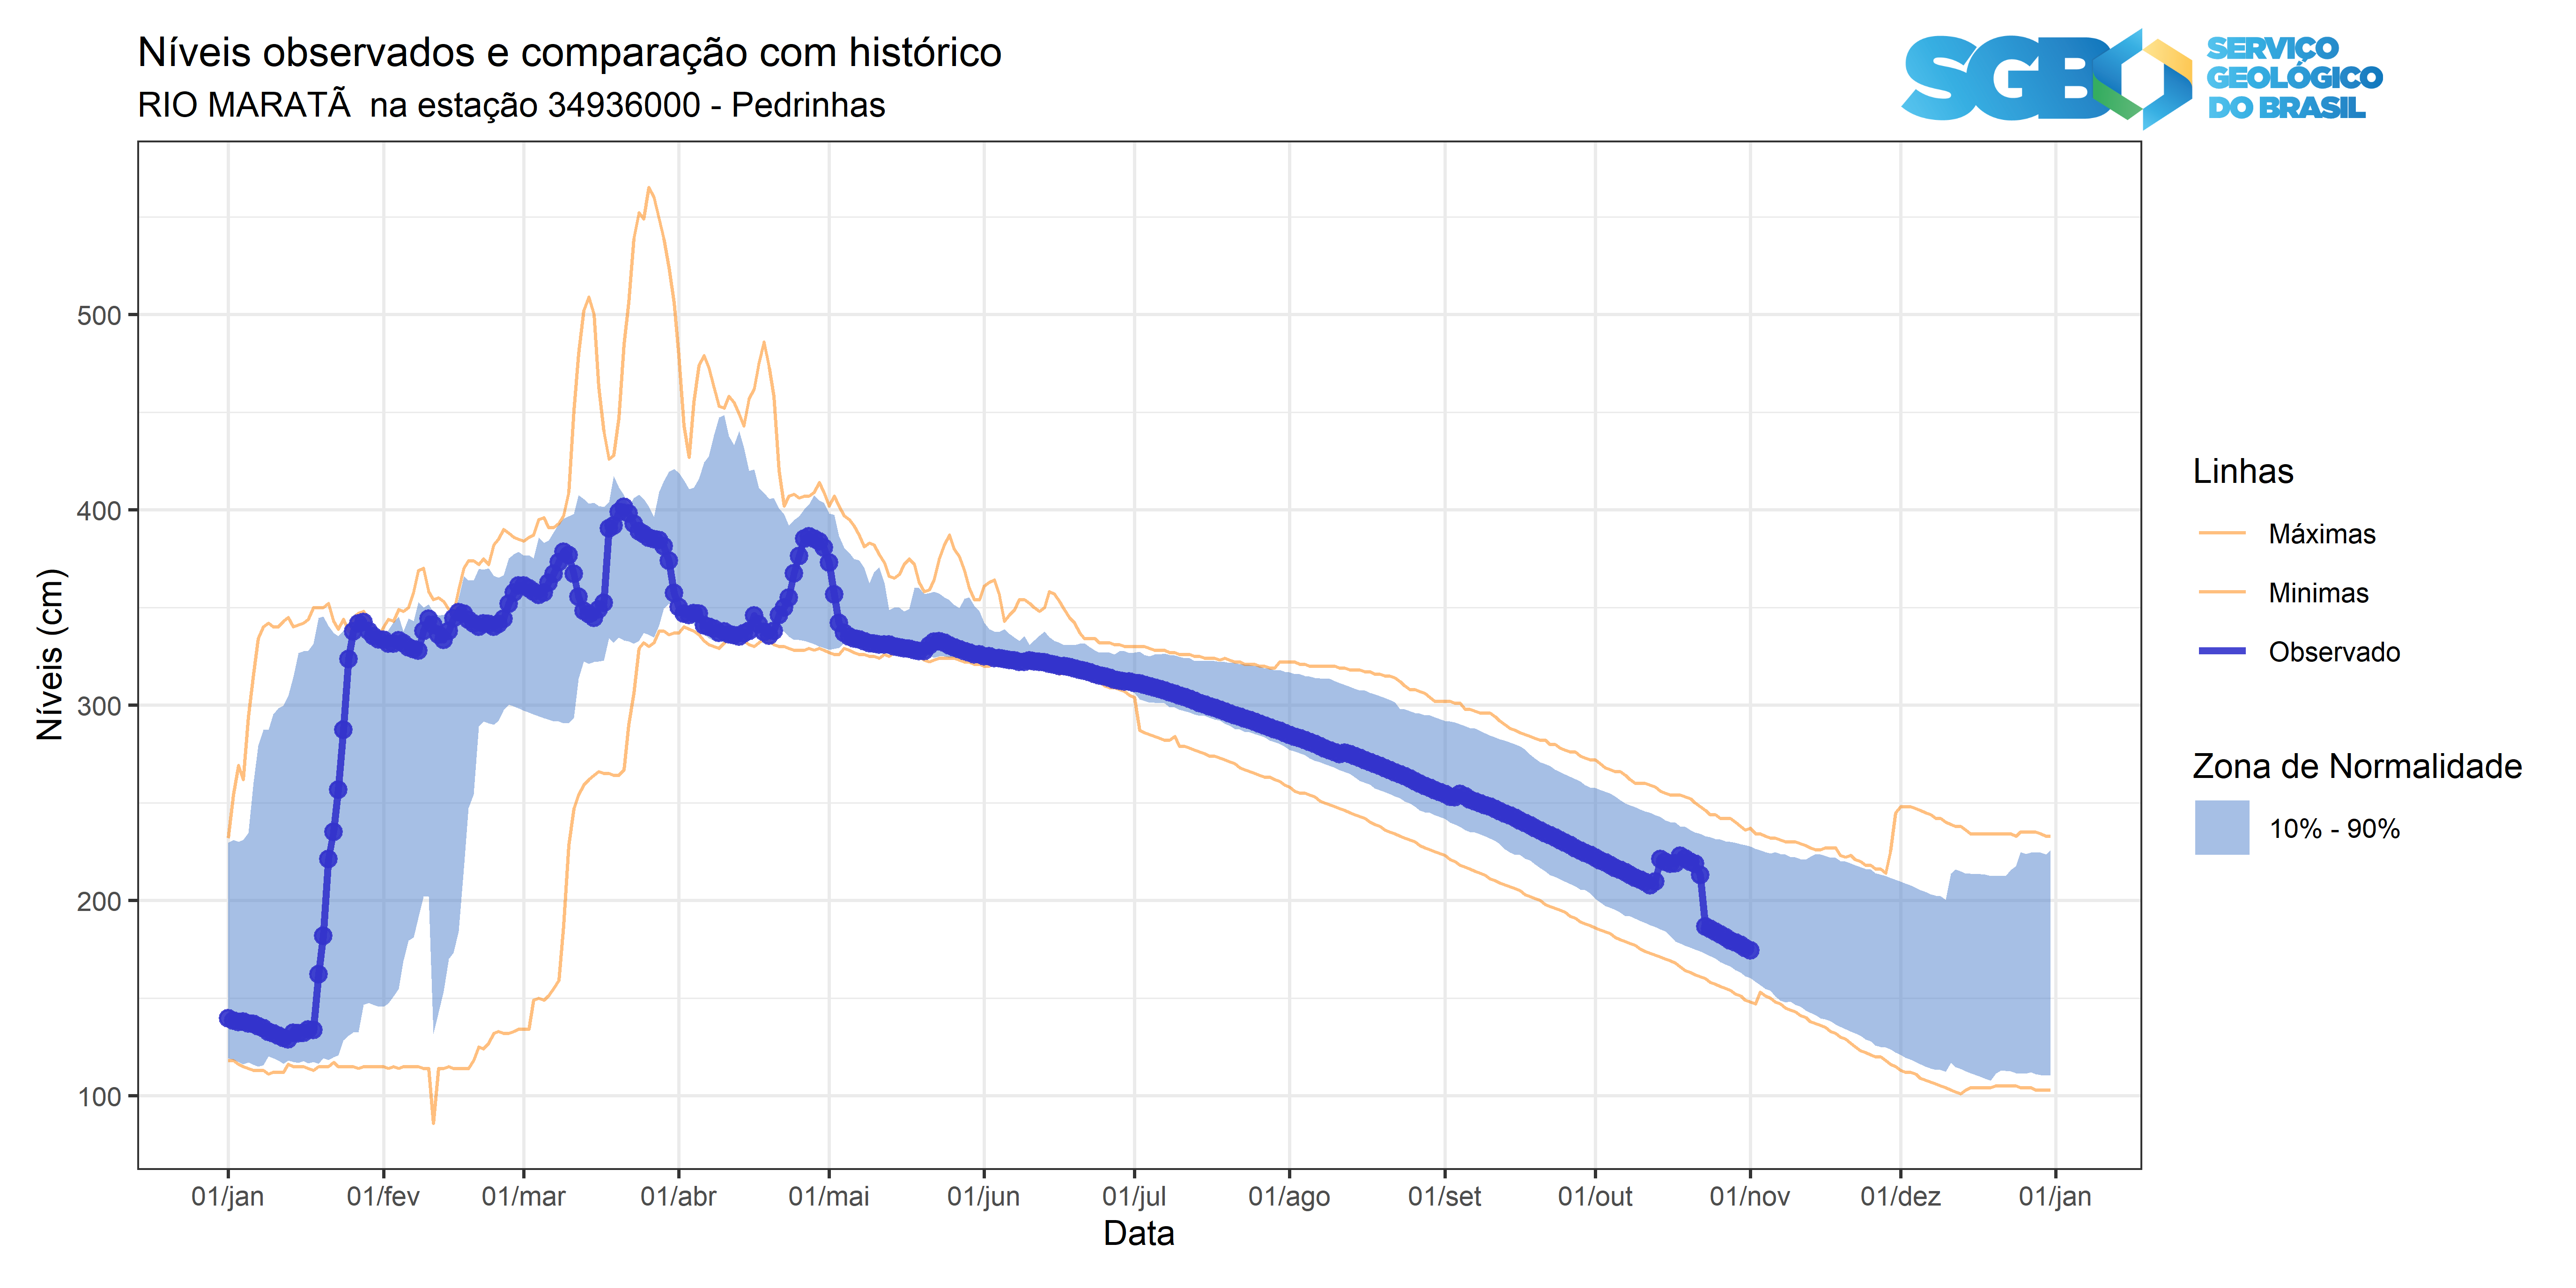 Níveis observados e comparação com histórico
RIO MARATÃ  na estação 34936000 - Pedrinhas
SGB
SERVIÇO
GEOLÓGICO
DO BRASIL
Níveis (cm)
500
400
300
200
100
01/jan 01/fev 01/mar 01/abr 01/mai 01/jun 01/jul 01/ago 01/set 01/out 01/nov 01/dez 01/jan
Data
Linhas
Máximas
Minimas
Observado
Zona de Normalidade
10% - 90%